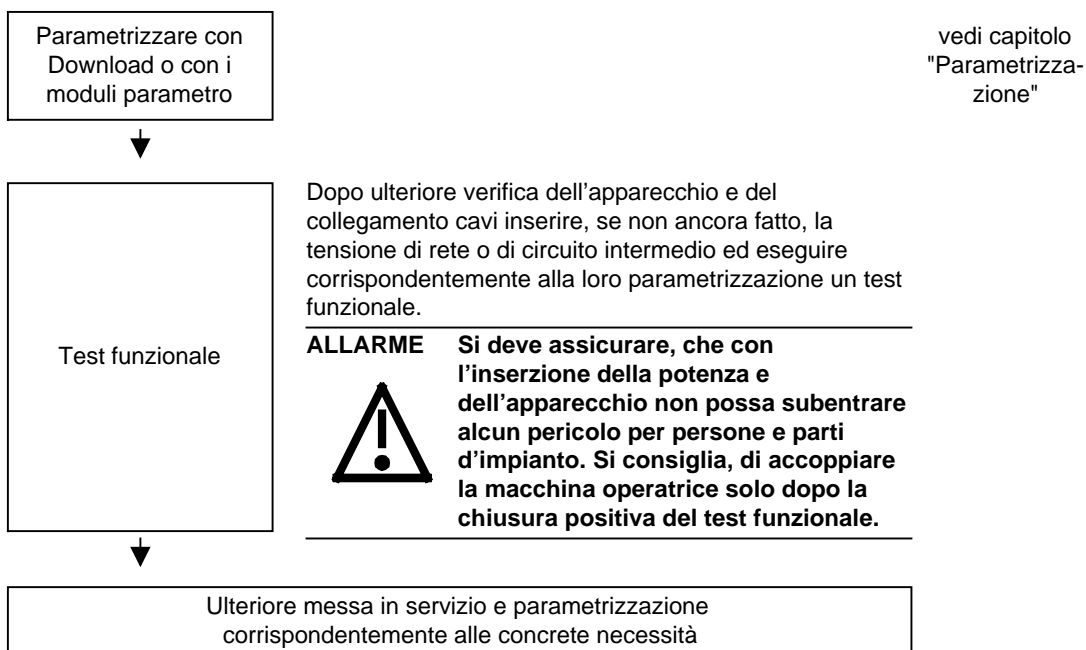 Parametrizzare con
Download o con i
moduli parametro
vedi capitolo
"Parametrizza-
zione"
Test funzionale
Dopo ulteriore verifica dell'apparecchio e del
collegamento cavi inserire, se non ancora fatto, la
tensione di rete o di circuito intermedio ed eseguire
corrispondentemente alla loro parametrizzazione un test
funzionale.
ALLARME
Si deve assicurare, che con
l'inserzione della potenza e
dell'apparecchio non possa subentrare
alcun pericolo per persone e parti
d'impianto. Si consiglia, di accoppiare
la macchina operatrice solo dopo la
chiusura positiva del test funzionale.
Ulteriore messa in servizio e parametrizzazione
corrispondentemente alle concrete necessità